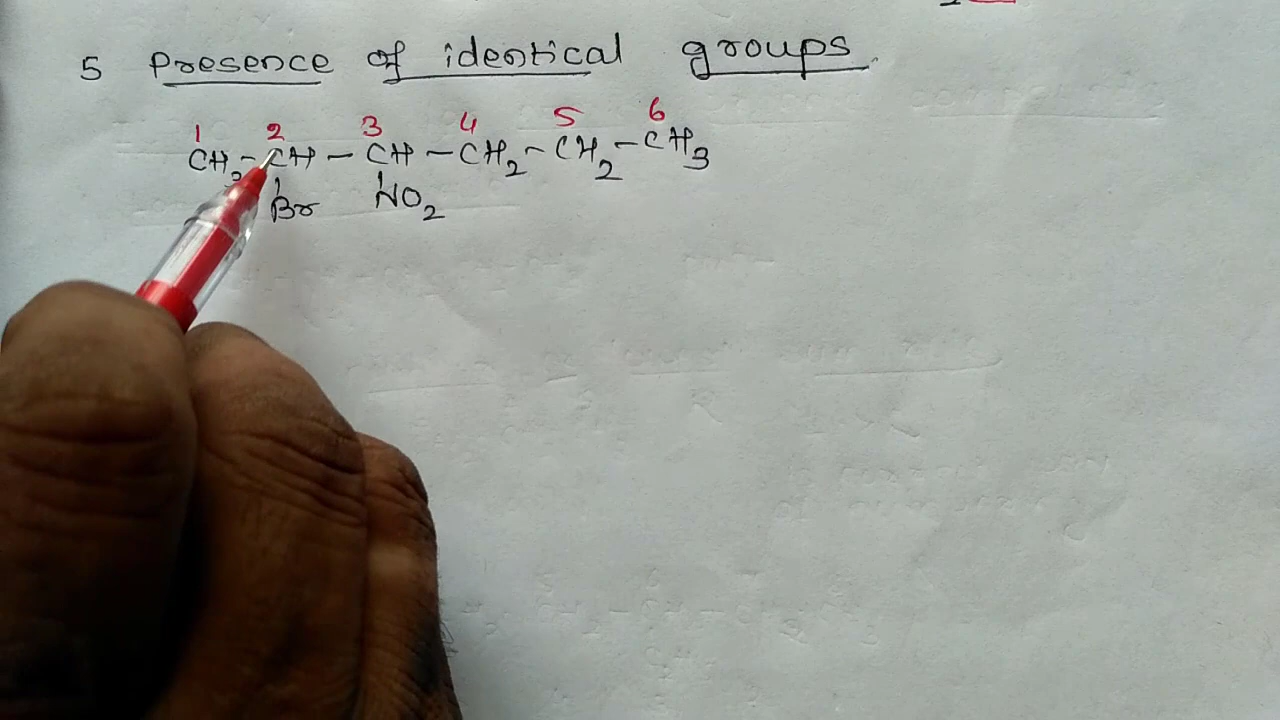 5 Presence of identical groups.
1 2 3 4 5 6
CH3 - CH - CH - CH2 - CH2 - CH3
Br NO2